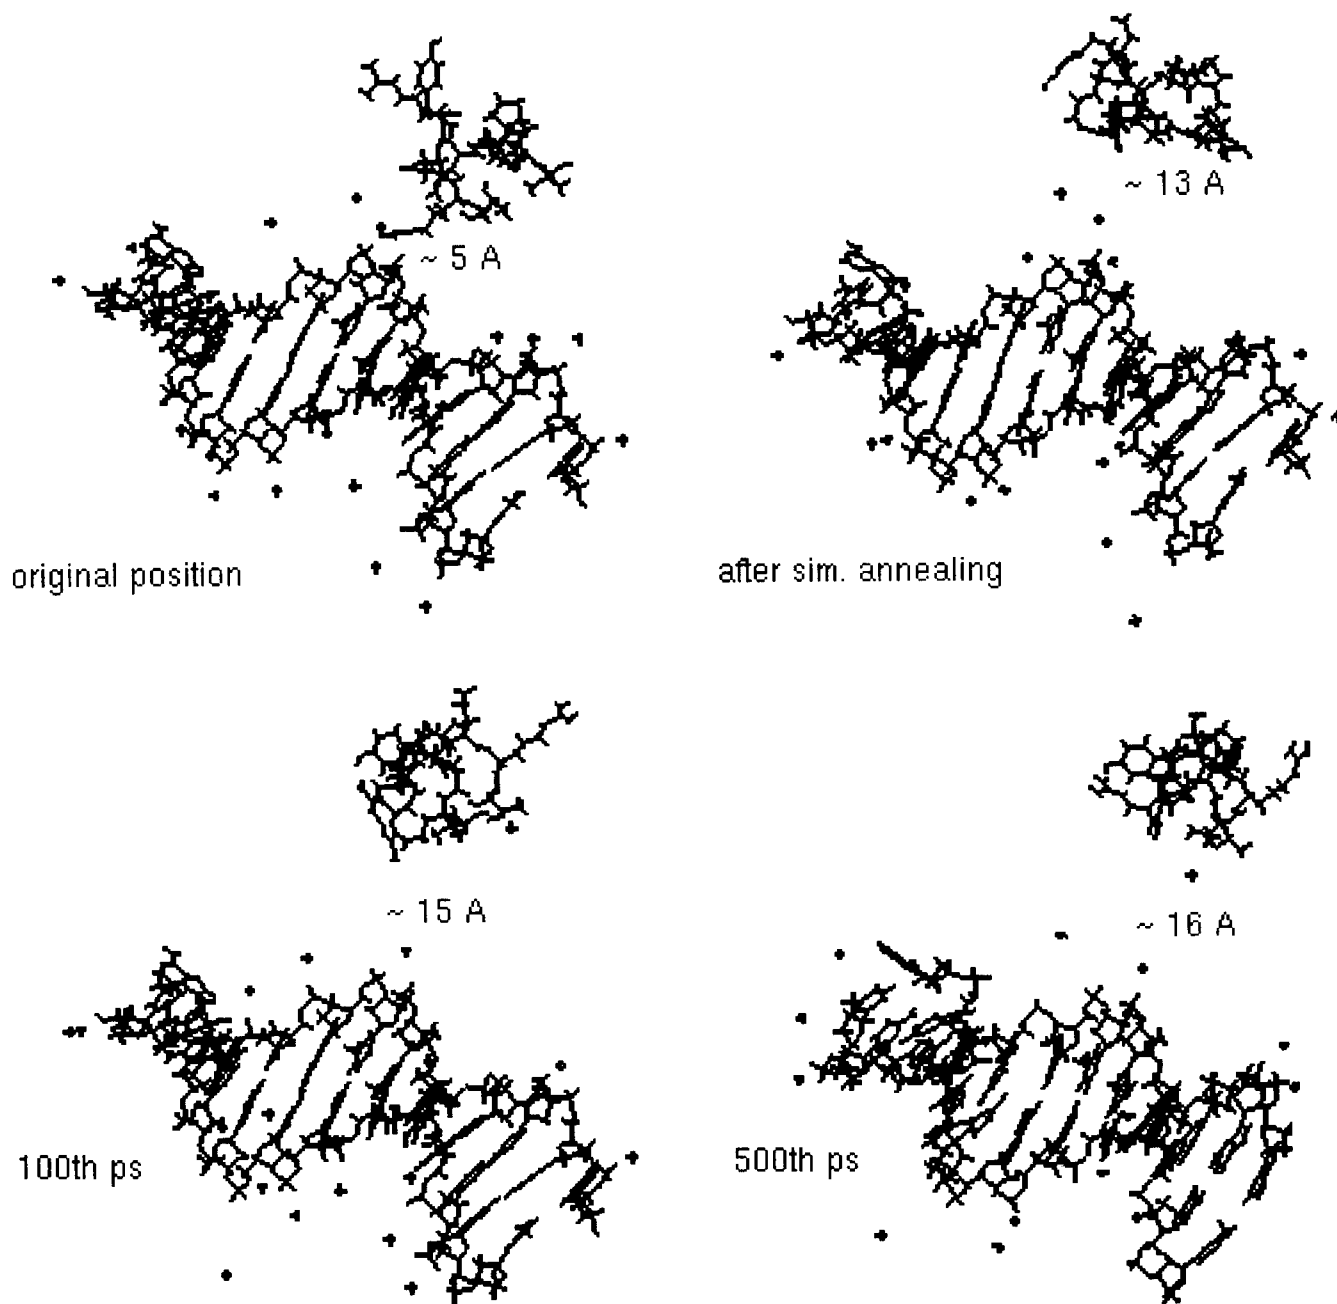 ~ 5 A
~ 13 A
original position
after sim. annealing
~ 15 A
~ 16 A
100th ps
500th ps